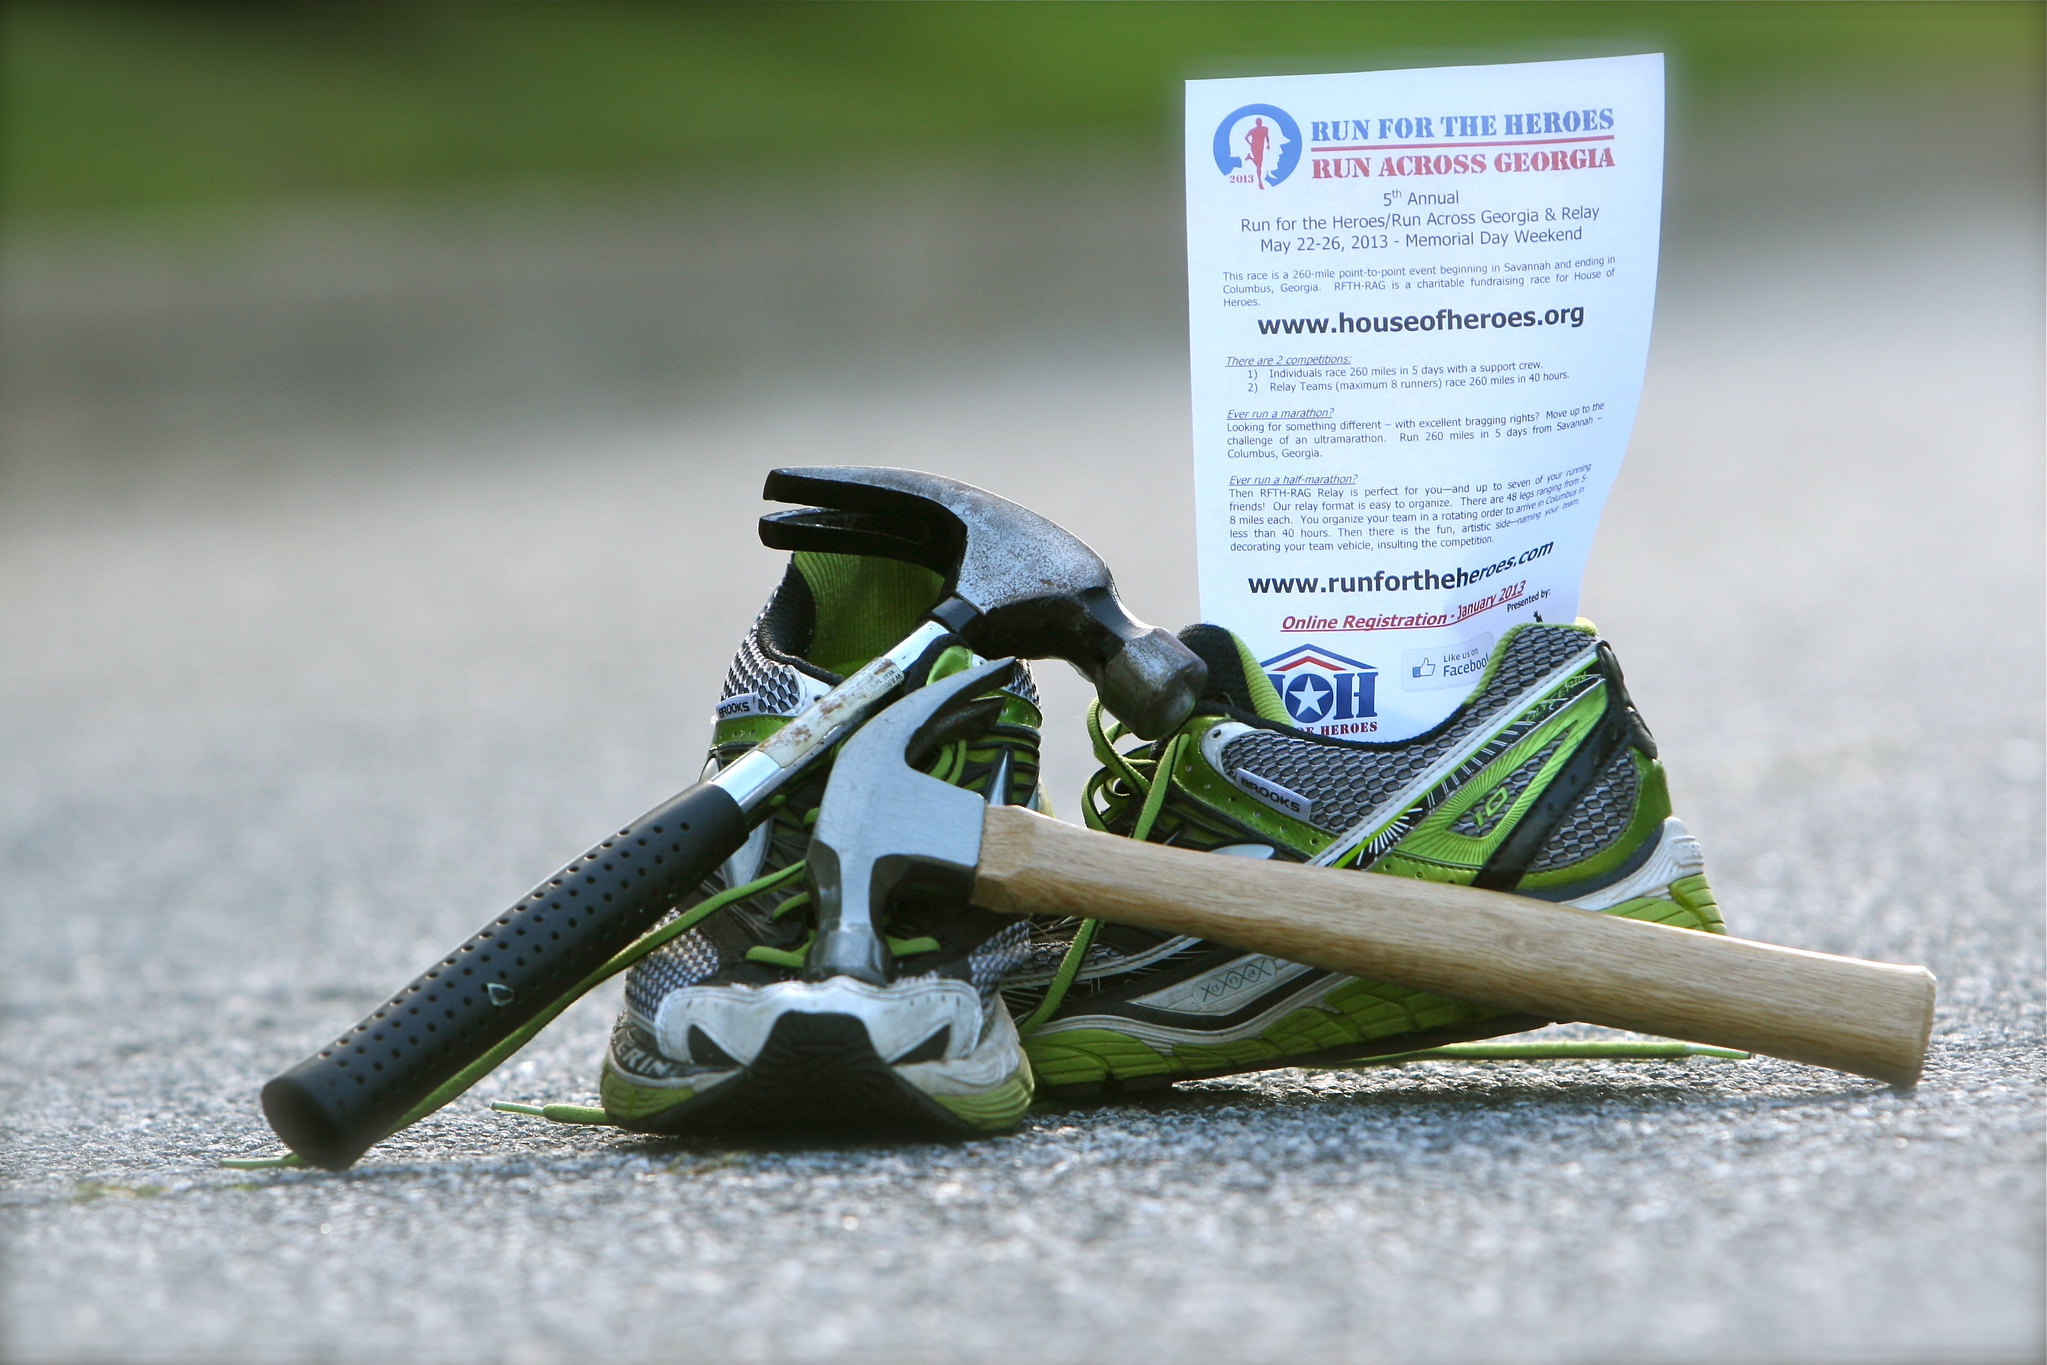 RUN FOR THE HEROES
RUN ACROSS GEORGIA
2013
5th Annual
Run for the Heroes/Run Across Georgia & Relay
May 22-26, 2013 - Memorial Day Weekend
This race is a 260-mile point-to-point event beginning in Savannah and ending in
Columbus, Georgia. RFTH-RAG is a charitable fundraising race for House of
Heroes.
www.houseofheroes.org
There are 2 competitions:
1) Individuals race 260 miles in 5 days with a support crew.
2) Relay Teams (maximum 8 runners) race 260 miles in 40 hours.
Ever run a marathon?
Looking for something different – with excellent bragging rights? Move up to the
challenge of an ultramarathon. Run 260 miles in 5 days from Savannah –
Columbus, Georgia.
Ever run a half-marathon?
Then RFTH-RAG Relay is perfect for you—and up to seven of your running
friends! Our relay format is easy to organize. There are 48 legs ranging from 5-
8 miles each. You organize your team in a rotating order to arrive in Columbus in
less than 40 hours. Then there is the fun, artistic side—naming your team,
decorating your team vehicle, insulting the competition.
www.runfortheheroes.com
Online Registration - January 2013
Presented by:
Like us on
Facebook
HOH
HEROES
BROOKS
BROOKS
GLYCERIN
10
ERIN